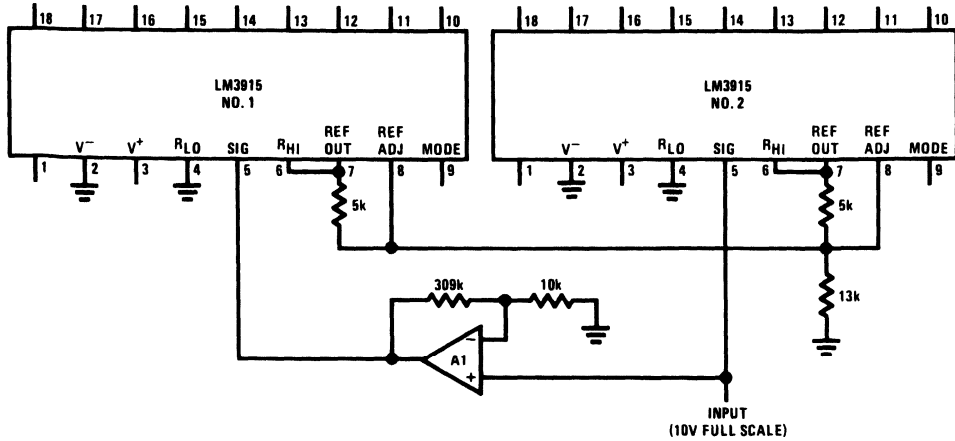 18 17 16 15 14 13 12 11 10
18 17 16 15 14 13 12 11 10
LM3915
NO. 1
LM3915
NO. 2
V− V+ RLO SIG RHI REF OUT REF ADJ MODE
V− V+ RLO SIG RHI REF OUT REF ADJ MODE
1 2 3 4 5 6 7 8 9
1 2 3 4 5 6 7 8 9
5k
5k
309k
10k
13k
−
A1
+
INPUT
(10V FULL SCALE)